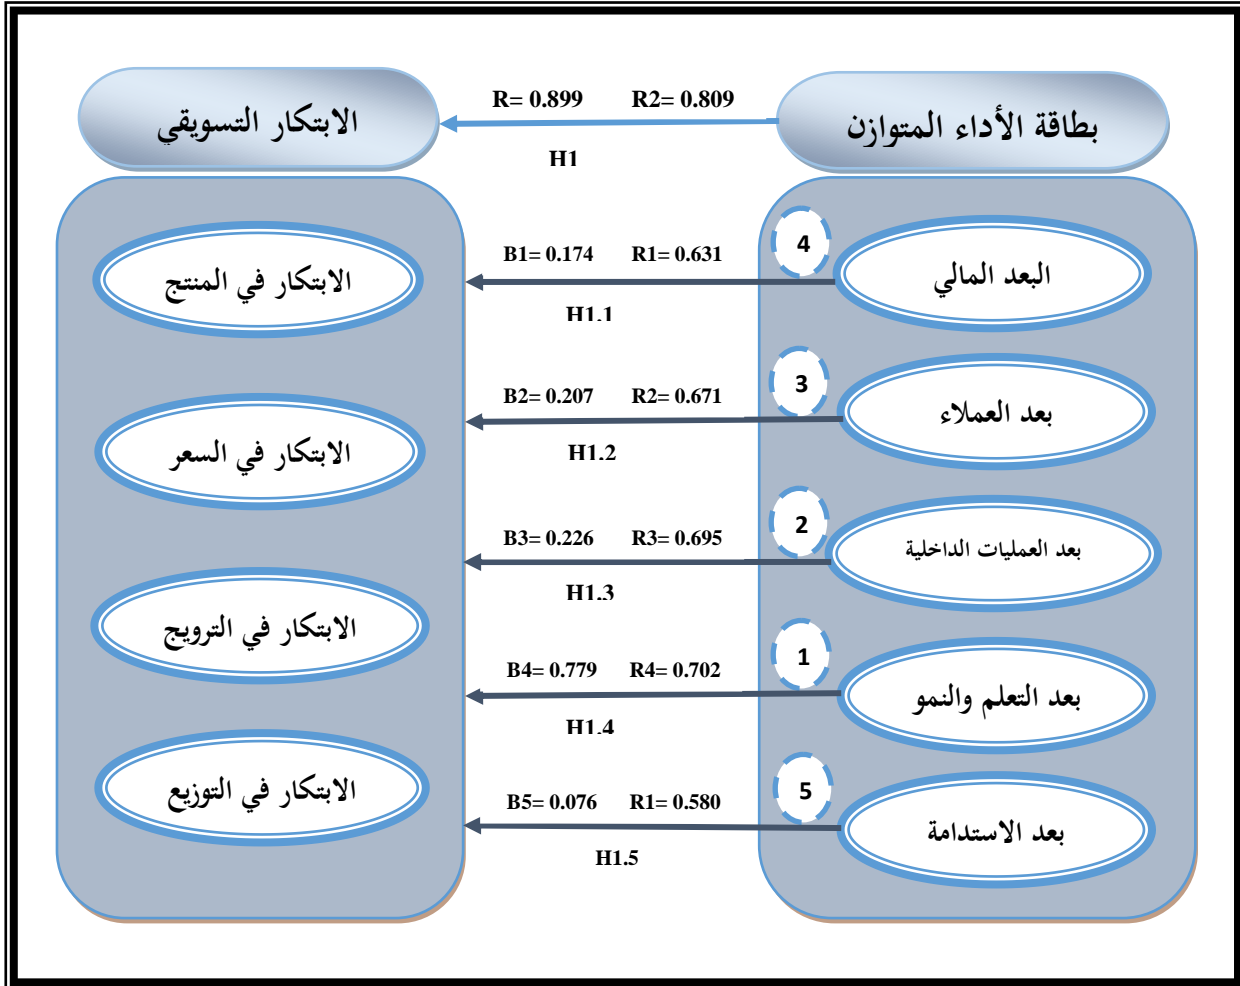 بطاقة الأداء المتوازن
R= 0.899 R2= 0.809
H1
الابتكار التسويقي
4
البعد المالي
B1= 0.174 R1= 0.631
H1.1
الابتكار في المنتج
3
بعد العملاء
B2= 0.207 R2= 0.671
H1.2
الابتكار في السعر
2
بعد العمليات الداخلية
B3= 0.226 R3= 0.695
H1.3
الابتكار في الترويج
1
بعد التعلم والنمو
B4= 0.779 R4= 0.702
H1.4
الابتكار في التوزيع
5
بعد الاستدامة
B5= 0.076 R1= 0.580
H1.5